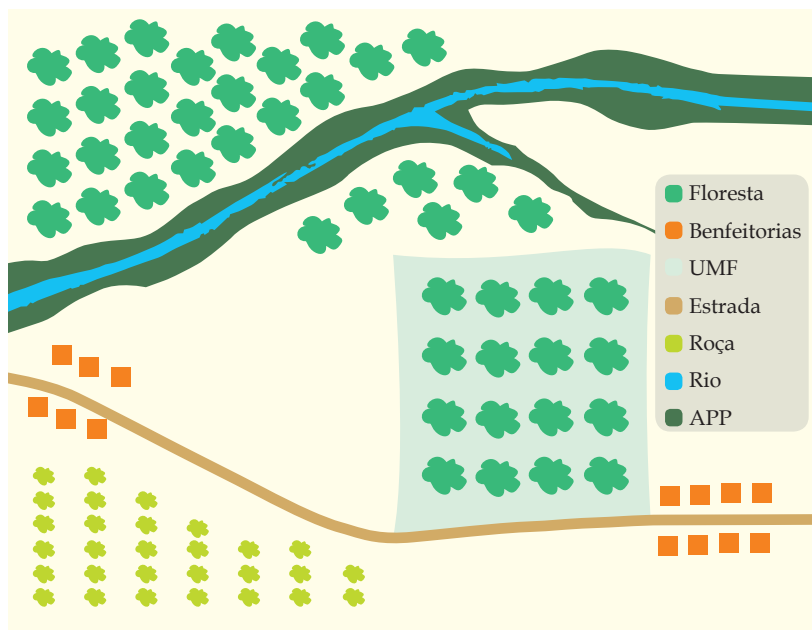 Floresta
Benfeitorias
UMF
Estrada
Roça
Rio
APP